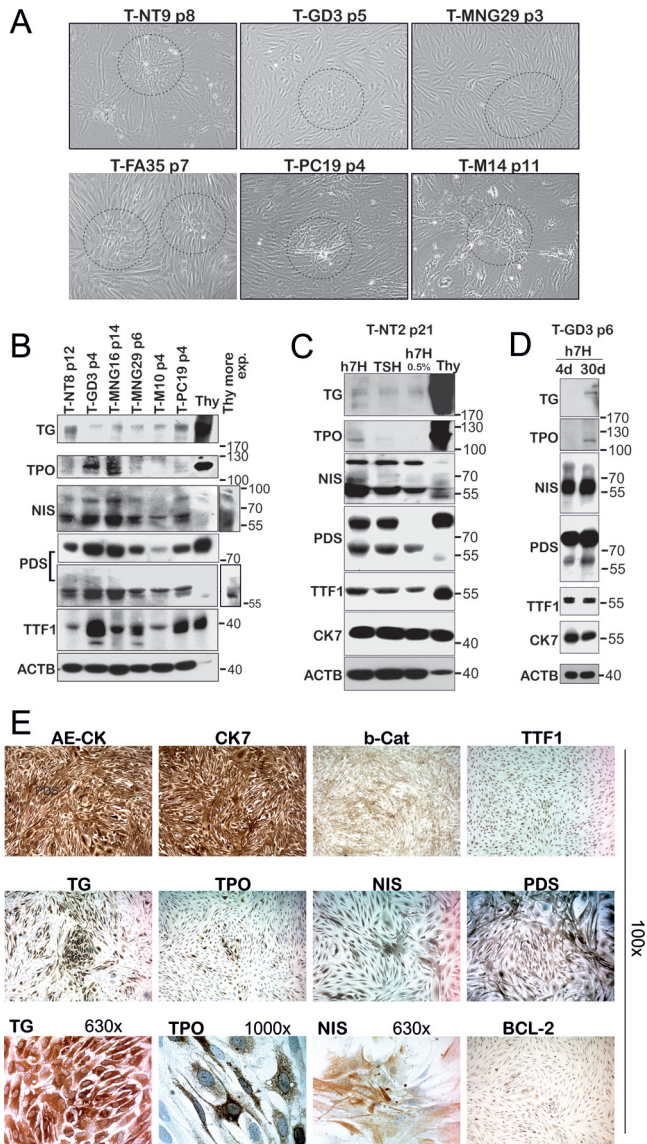 A
T-NT9 p8 T-GD3 p5 T-MNG29 p3
T-FA35 p7 T-PC19 p4 T-M14 p11
B
T-NT8 p12
T-GD3 p4
T-MNG16 p14
T-MNG29 p6
T-M10 p4
T-PC19 p4
Thy
Thy more
exp.
TG
170
TPO
130
100
NIS
100
70
55
PDS
70
55
TTF1
40
ACTB
40
C
T-NT2 p21
h7H TSH h7H
0.5% Thy
TG
170
TPO
130
100
NIS
70
55
PDS
70
55
TTF1
55
CK7
40
ACTB
40
D
T-GD3 p6
h7H
4d 30d
TG
170
TPO
130
100
NIS
70
55
PDS
70
55
TTF1
55
CK7
55
ACTB
40
E
AE-CK CK7 b-Cat TTF1
PDS
TG TPO NIS PDS
100x
TG 630x TPO 1000x NIS 630x BCL-2